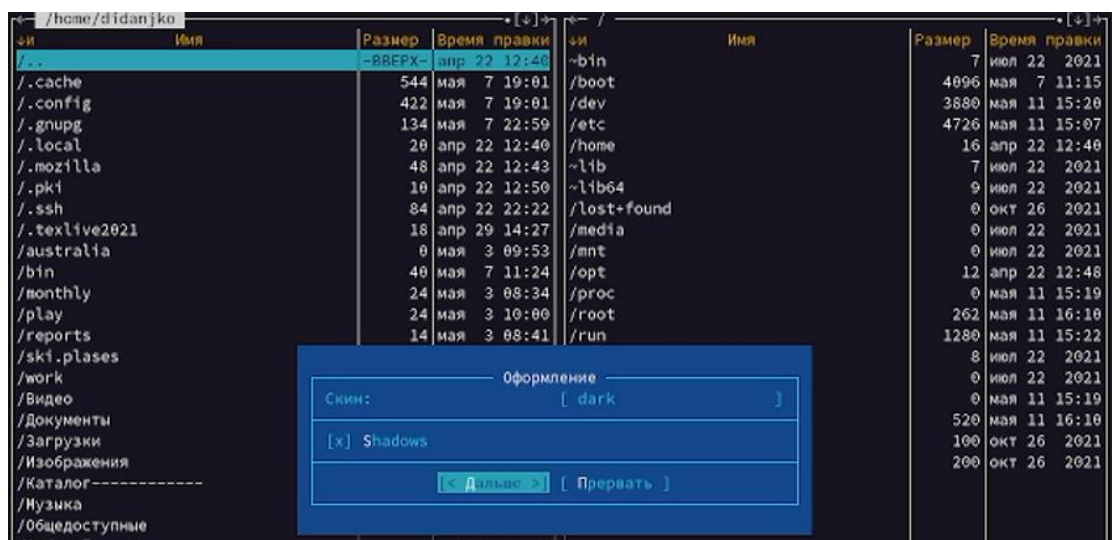 /home/didanjko
↓и Имя Размер Время правки
/.. -ВВЕРХ- апр 22 12:40
/.cache 544 мая 7 19:01
/.config 422 мая 7 19:01
/.gnupg 134 мая 7 22:59
/.local 20 апр 22 12:40
/.mozilla 48 апр 22 12:43
/.pki 10 апр 22 12:50
/.ssh 84 апр 22 22:22
/.texlive2021 18 апр 29 14:27
/australia 0 мая 3 09:53
/bin 40 мая 7 11:24
/monthly 24 мая 3 08:34
/play 24 мая 3 10:00
/reports 14 мая 3 08:41
/ski.plases
/work
/Видео
/Документы
/Загрузки
/Изображения
/Каталог------------
/Музыка
/Общедоступные
/
↓и Имя Размер Время правки
~bin 7 июл 22 2021
/boot 4096 мая 7 11:15
/dev 3880 мая 11 15:20
/etc 4726 мая 11 15:07
/home 16 апр 22 12:40
~lib 7 июл 22 2021
~lib64 9 июл 22 2021
/lost+found 0 окт 26 2021
/media 0 июл 22 2021
/mnt 0 июл 22 2021
/opt 12 апр 22 12:48
/proc 0 мая 11 15:19
/root 262 мая 11 16:10
/run 1280 мая 11 15:22
8 июл 22 2021
0 июл 22 2021
0 мая 11 15:19
520 мая 11 16:10
100 окт 26 2021
200 окт 26 2021
Оформление
Скин: [ dark ]
[x] Shadows
[< Дальше >] [ Прервать ]